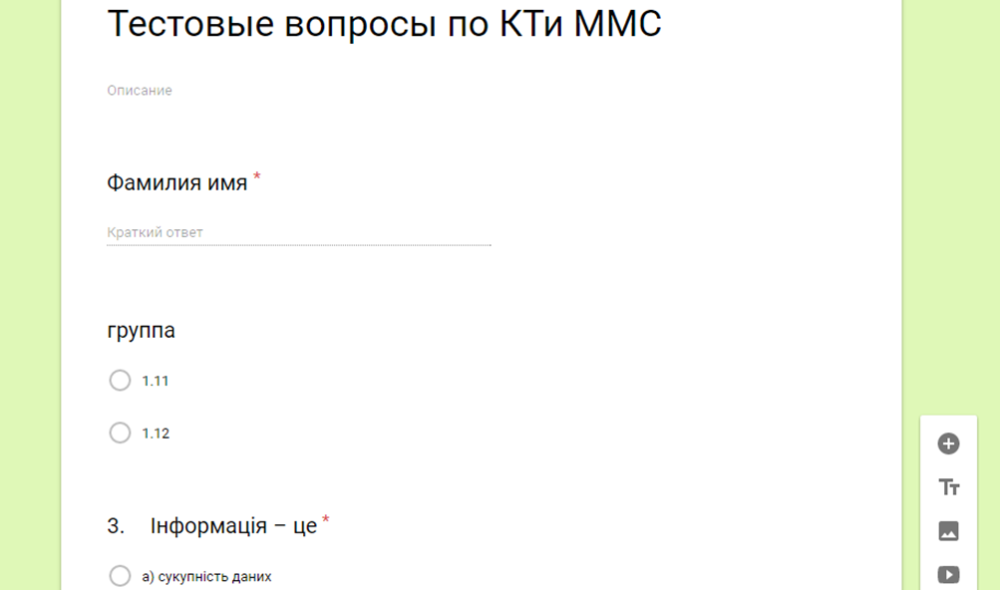 Тестовые вопросы по КТи ММС
Описание
Фамилия имя *
Краткий ответ
группа
1.11
1.12
3. Інформація – це *
а) сукупність даних
Тт